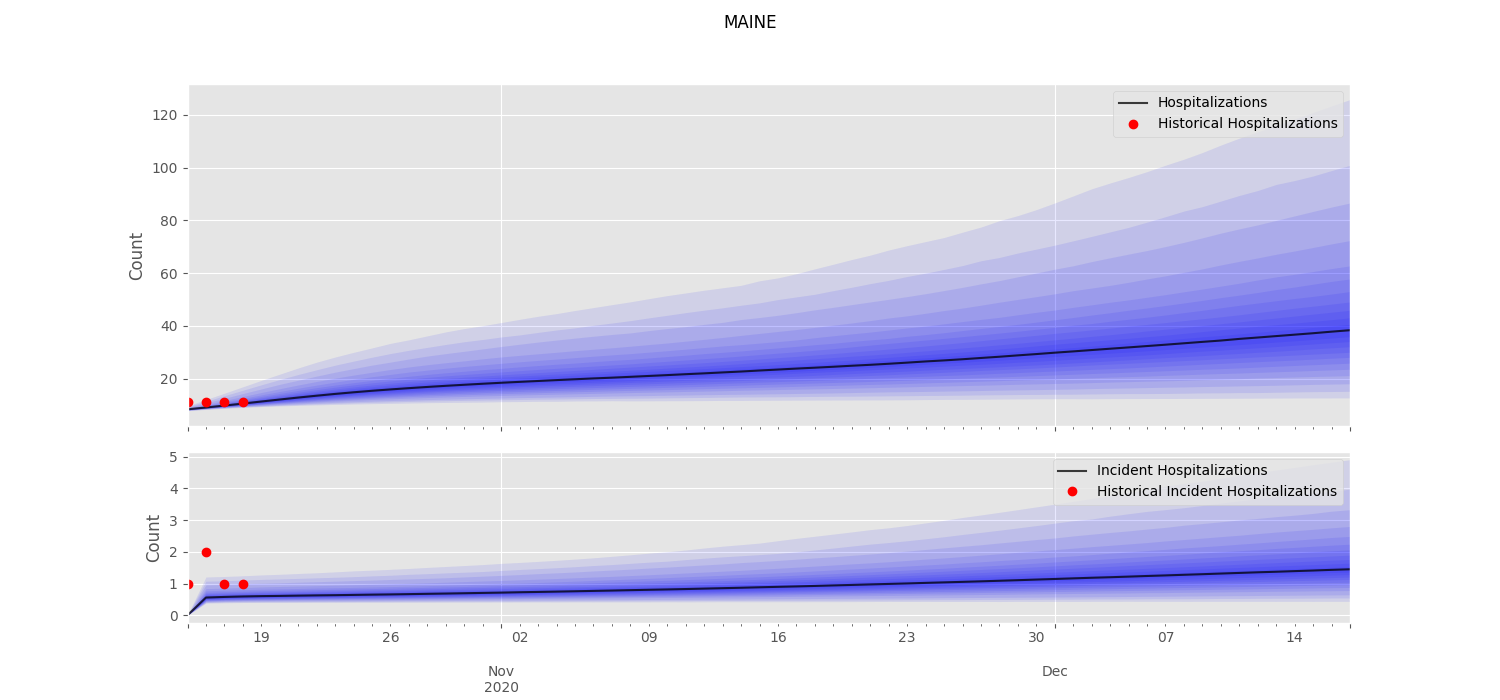 MAINE
120
100
80
60
40
20
Count
Hospitalizations
Historical Hospitalizations
5
4
3
2
1
0
Count
Incident Hospitalizations
Historical Incident Hospitalizations
19 26 02 09 16 23 30 07 14
Nov Dec
2020